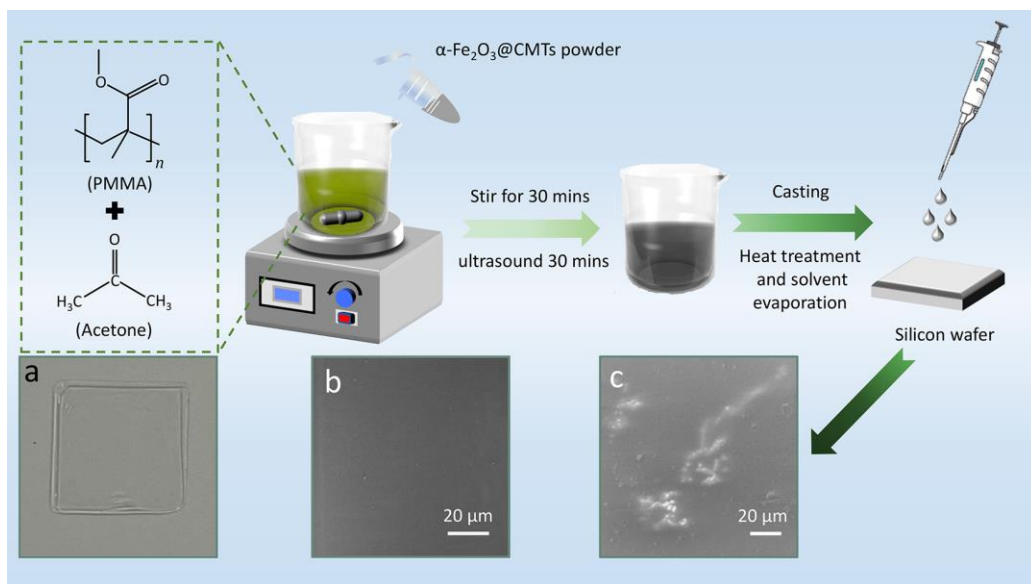 α-Fe₂O₃@CMTs powder
O
O
n
(PMMA)
+
O
C
H₃C
CH₃
(Acetone)
Stir for 30 mins
ultrasound 30 mins
Casting
Heat treatment
and solvent
evaporation
Silicon wafer
a
b
20 µm
c
20 µm